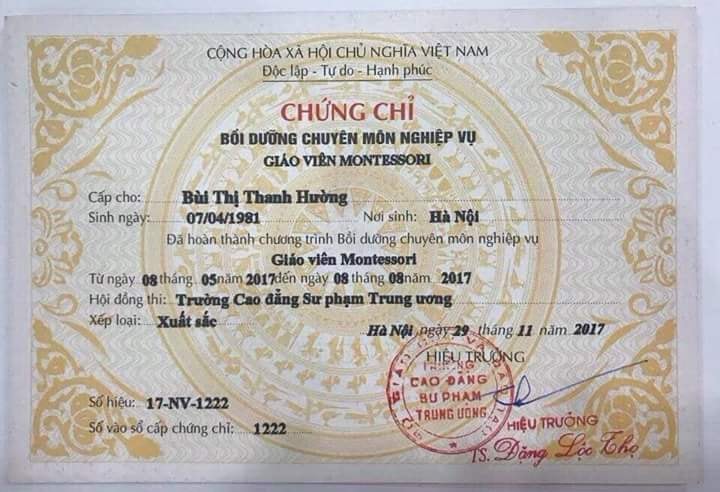 CỘNG HÒA XÃ HỘI CHỦ NGHĨA VIỆT NAM
Độc lập - Tự do - Hạnh phúc
CHỨNG CHỈ
BỒI DƯỠNG CHUYÊN MÔN NGHIỆP VỤ
GIÁO VIÊN MONTESSORI
Cấp cho: Bùi Thị Thanh Hường
Sinh ngày: 07/04/1981 Nơi sinh: Hà Nội
Đã hoàn thành chương trình Bồi dưỡng chuyên môn nghiệp vụ
Giáo viên Montessori
Từ ngày 08 tháng 05 năm 2017 đến ngày 08 tháng 08 năm 2017
Hội đồng thi: Trường Cao đẳng Sư phạm Trung ương
Xếp loại: Xuất sắc
Hà Nội ngày 29 tháng 11 năm 2017
HIỆU TRƯỞNG
TRƯỜNG
CAO ĐẲNG
SƯ PHẠM
TRUNG ƯƠNG
Số hiệu: 17-NV-1222
Số vào sổ cấp chứng chỉ: 1222
HIỆU TRƯỞNG
TS. Đặng Lộc Thọ